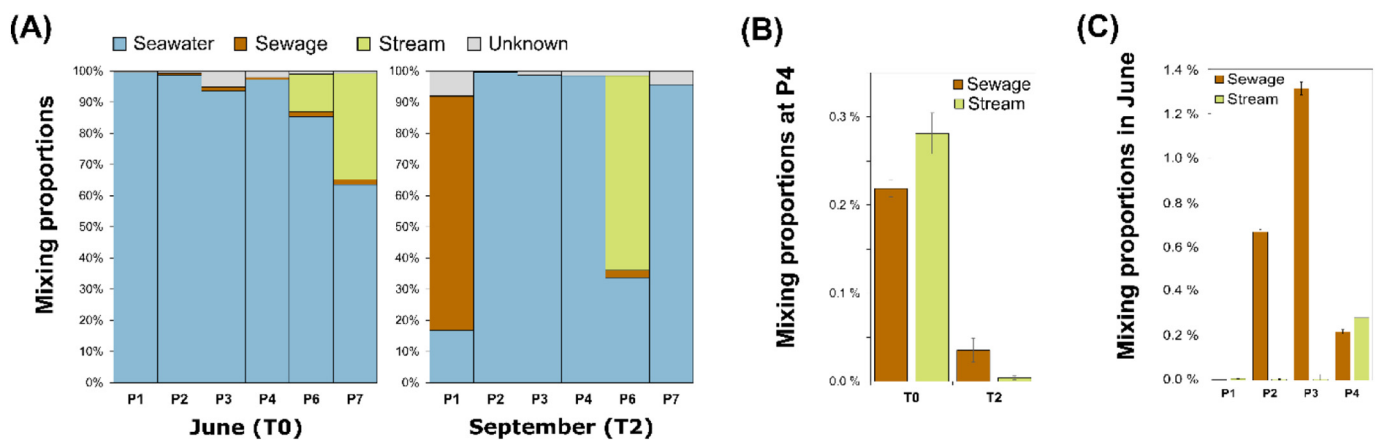 (A)
Seawater Sewage Stream Unknown
Mixing proportions
100%
90%
80%
70%
60%
50%
40%
30%
20%
10%
0%
P1 P2 P3 P4 P6 P7
June (T0)
100%
90%
80%
70%
60%
50%
40%
30%
20%
10%
0%
P1 P2 P3 P4 P6 P7
September (T2)
(B)
Mixing proportions at P4
Sewage
Stream
0.3 %
0.2 %
0.1 %
0.0 %
T0 T2
(C)
Mixing proportions in June
Sewage
Stream
1.4 %
1.2 %
1.0 %
0.8 %
0.6 %
0.4 %
0.2 %
0.0 %
P1 P2 P3 P4